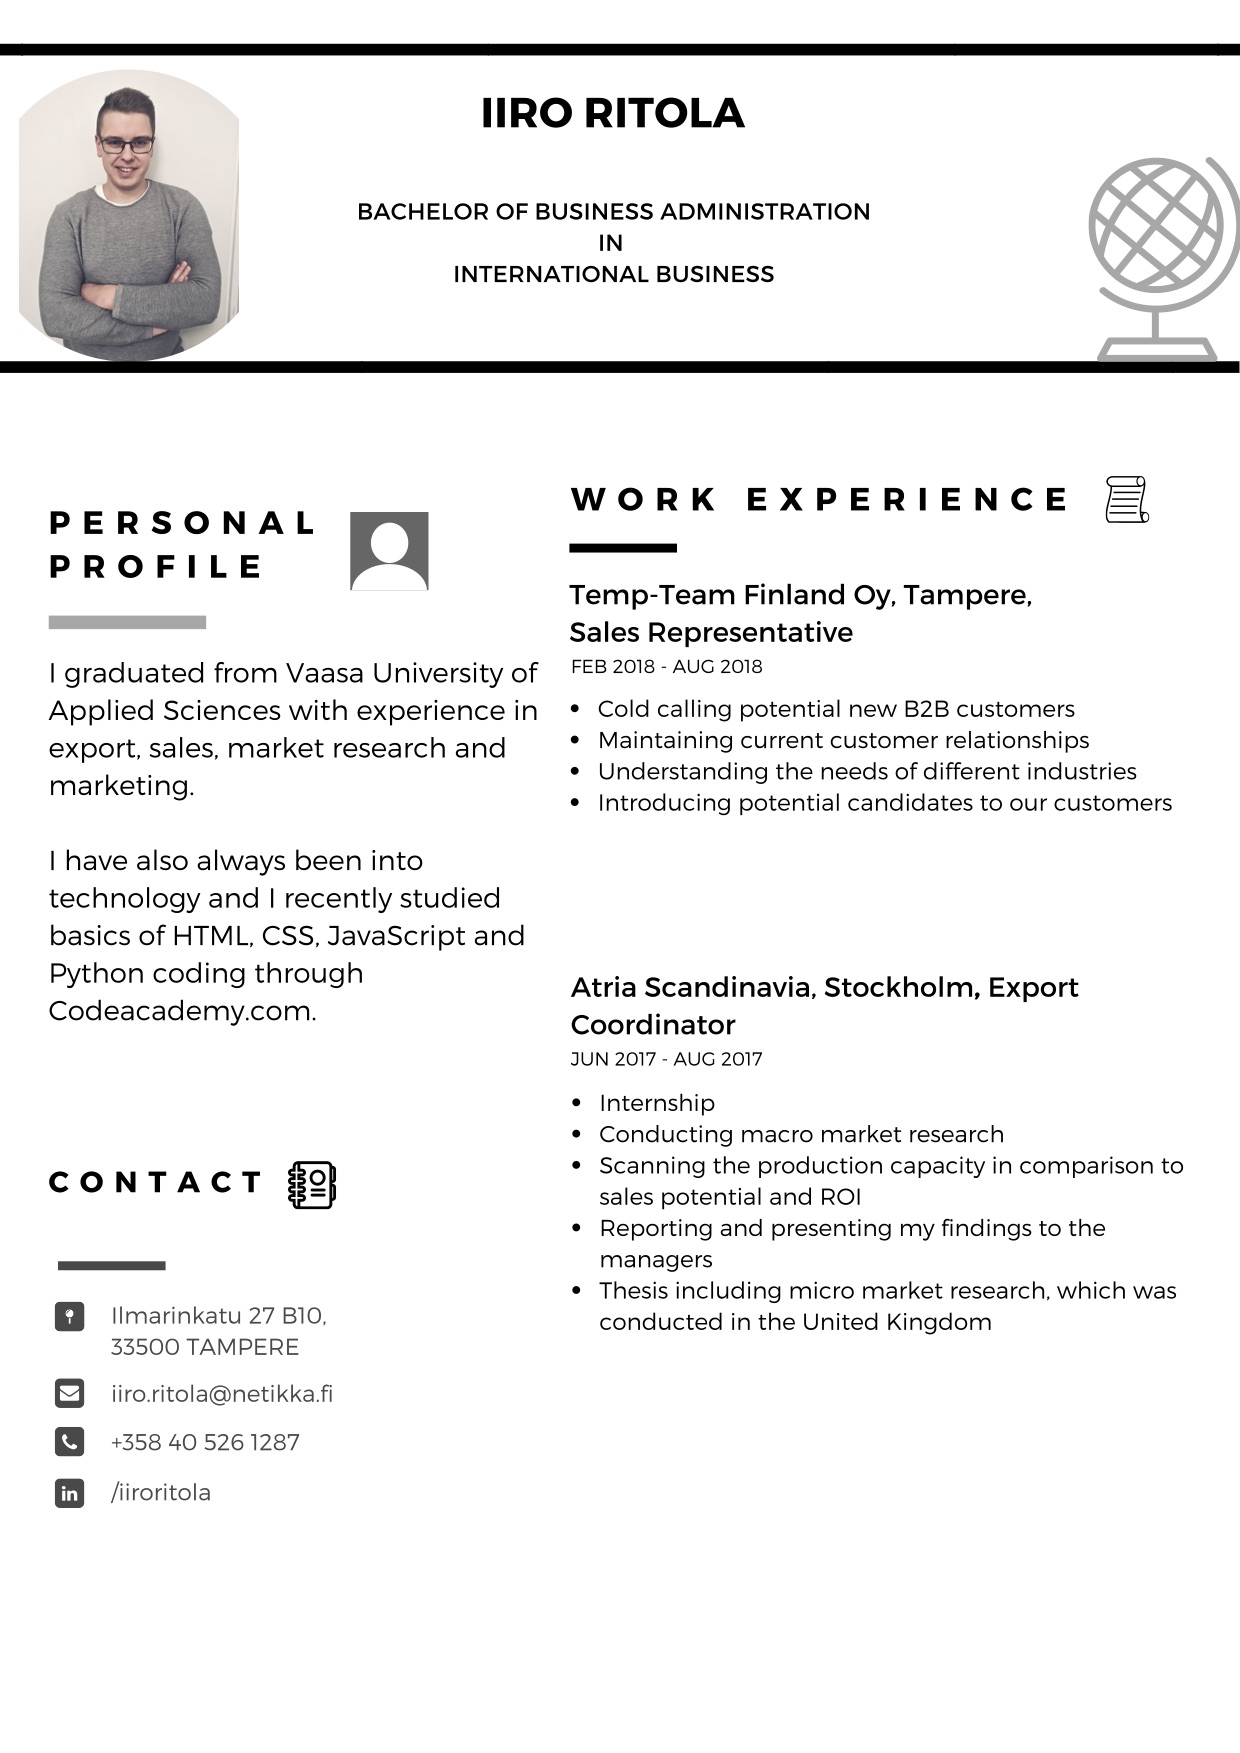 IIRO RITOLA
BACHELOR OF BUSINESS ADMINISTRATION
IN
INTERNATIONAL BUSINESS
PERSONAL
PROFILE
I graduated from Vaasa University of
Applied Sciences with experience in
export, sales, market research and
marketing.
I have also always been into
technology and I recently studied
basics of HTML, CSS, JavaScript and
Python coding through
Codeacademy.com.
CONTACT
Ilmarinkatu 27 B10,
33500 TAMPERE
iiro.ritola@netikka.fi
+358 40 526 1287
in
/iiroritola
WORK EXPERIENCE
Temp-Team Finland Oy, Tampere,
Sales Representative
FEB 2018 - AUG 2018
• Cold calling potential new B2B customers
• Maintaining current customer relationships
• Understanding the needs of different industries
• Introducing potential candidates to our customers
Atria Scandinavia, Stockholm, Export
Coordinator
JUN 2017 - AUG 2017
• Internship
• Conducting macro market research
• Scanning the production capacity in comparison to
sales potential and ROI
• Reporting and presenting my findings to the
managers
• Thesis including micro market research, which was
conducted in the United Kingdom